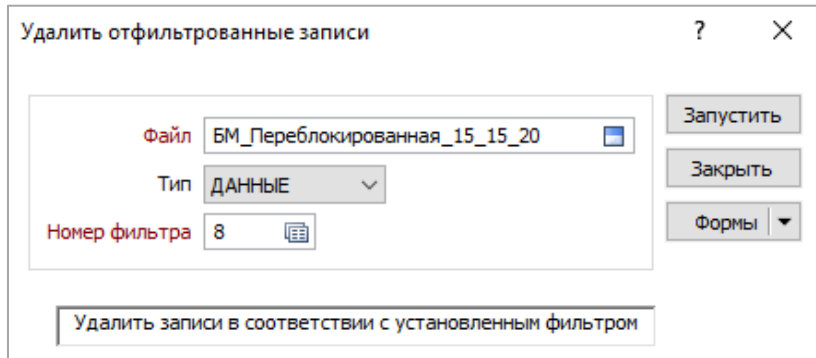 Удалить отфильтрованные записи ?
Файл БМ_Переблокированная_15_15_20
Тип ДАННЫЕ
Номер фильтра 8
Запустить
Закрыть
Формы
Удалить записи в соответствии с установленным фильтром